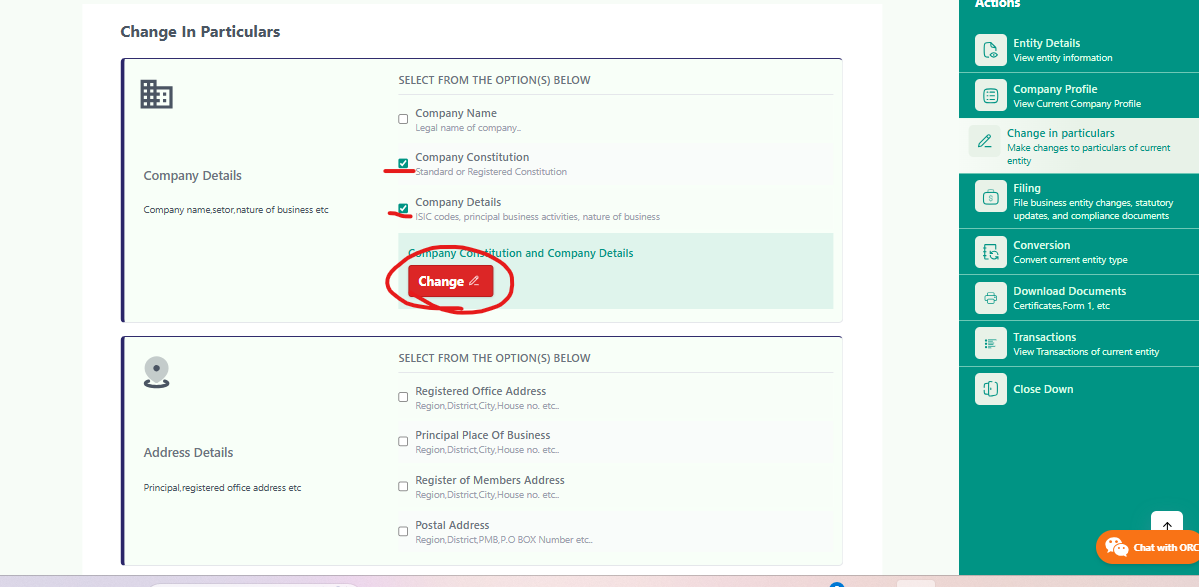 Change In Particulars
SELECT FROM THE OPTION(S) BELOW
Company Name
Legal name of company..
Company Constitution
Standard or Registered Constitution
Company Details
Company Details
ISIC codes, principal business activities, nature of business
Company name,setor,nature of business etc
Company Constitution and Company Details
Change
SELECT FROM THE OPTION(S) BELOW
Registered Office Address
Region,District,City,House no. etc..
Principal Place Of Business
Region,District,City,House no. etc..
Address Details
Principal,registered office address etc
Register of Members Address
Region,District,City,House no. etc..
Postal Address
Region,District,PMB,P.O BOX Number etc..
Actions
Entity Details
View entity information
Company Profile
View Current Company Profile
Change in particulars
Make changes to particulars of current
entity
Filing
File business entity changes, statutory
updates, and compliance documents
Conversion
Convert current entity type
Download Documents
Certificates,Form 1, etc
Transactions
View Transactions of current entity
Close Down
Chat with ORC